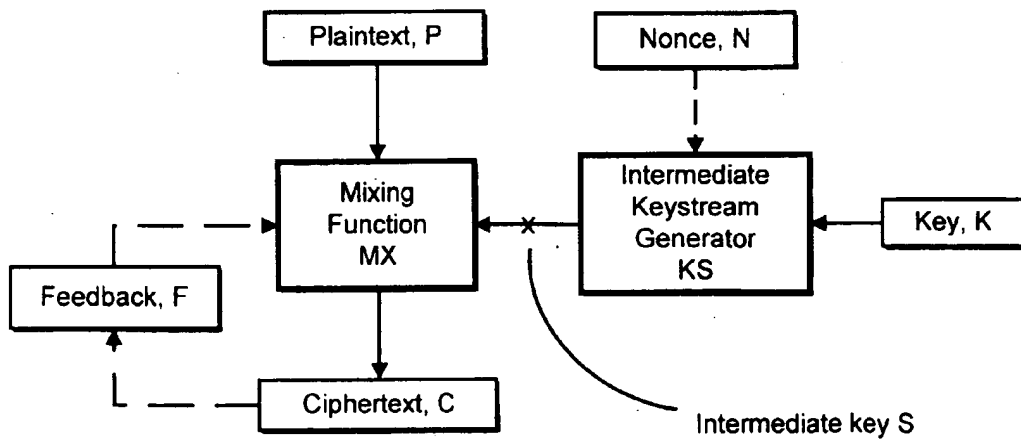 Plaintext, P
Nonce, N
Mixing
Function
MX
Intermediate
Keystream
Generator
KS
Key, K
Feedback, F
Ciphertext, C
Intermediate key S